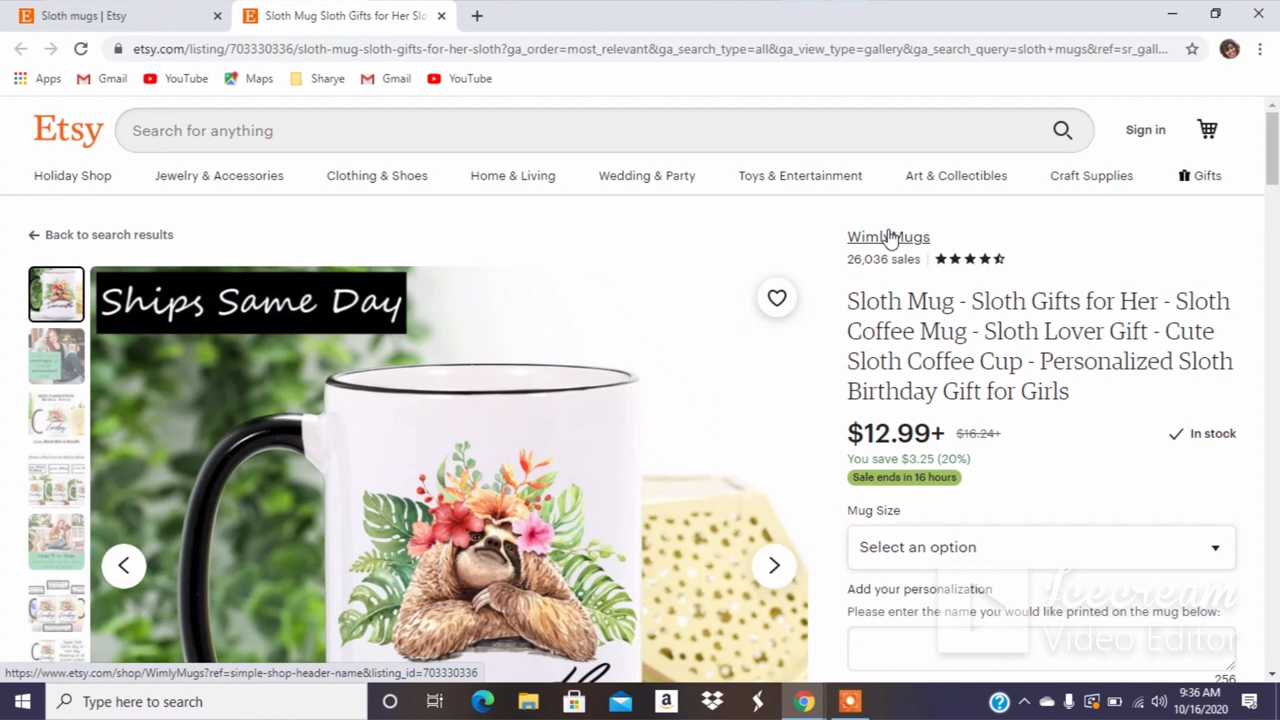 Sloth mugs | Etsy
Sloth Mug Sloth Gifts for Her Slo
etsy.com/listing/703330336/sloth-mug-sloth-gifts-for-her-sloth?ga_order=most_relevant&ga_search_type=all&ga_view_type=gallery&ga_search_query=sloth+mugs&ref=sr_gall...
Apps Gmail YouTube Maps Sharye Gmail YouTube
Etsy Search for anything Sign in
Holiday Shop Jewelry & Accessories Clothing & Shoes Home & Living Wedding & Party Toys & Entertainment Art & Collectibles Craft Supplies Gifts
Back to search results
WimlyMugs
26,036 sales
Ships Same Day
Sloth Mug - Sloth Gifts for Her - Sloth
Coffee Mug - Sloth Lover Gift - Cute
Sloth Coffee Cup - Personalized Sloth
Birthday Gift for Girls
$12.99+ $16.24+ In stock
You save $3.25 (20%)
Sale ends in 16 hours
Mug Size
Select an option
Add your personalization
Please enter the name you would like printed on the mug below:
Icecream
Video Editor
256
https://www.etsy.com/shop/WimlyMugs?ref=simple-shop-header-name&listing_id=703330336
Type here to search
9:36 AM
10/16/2020